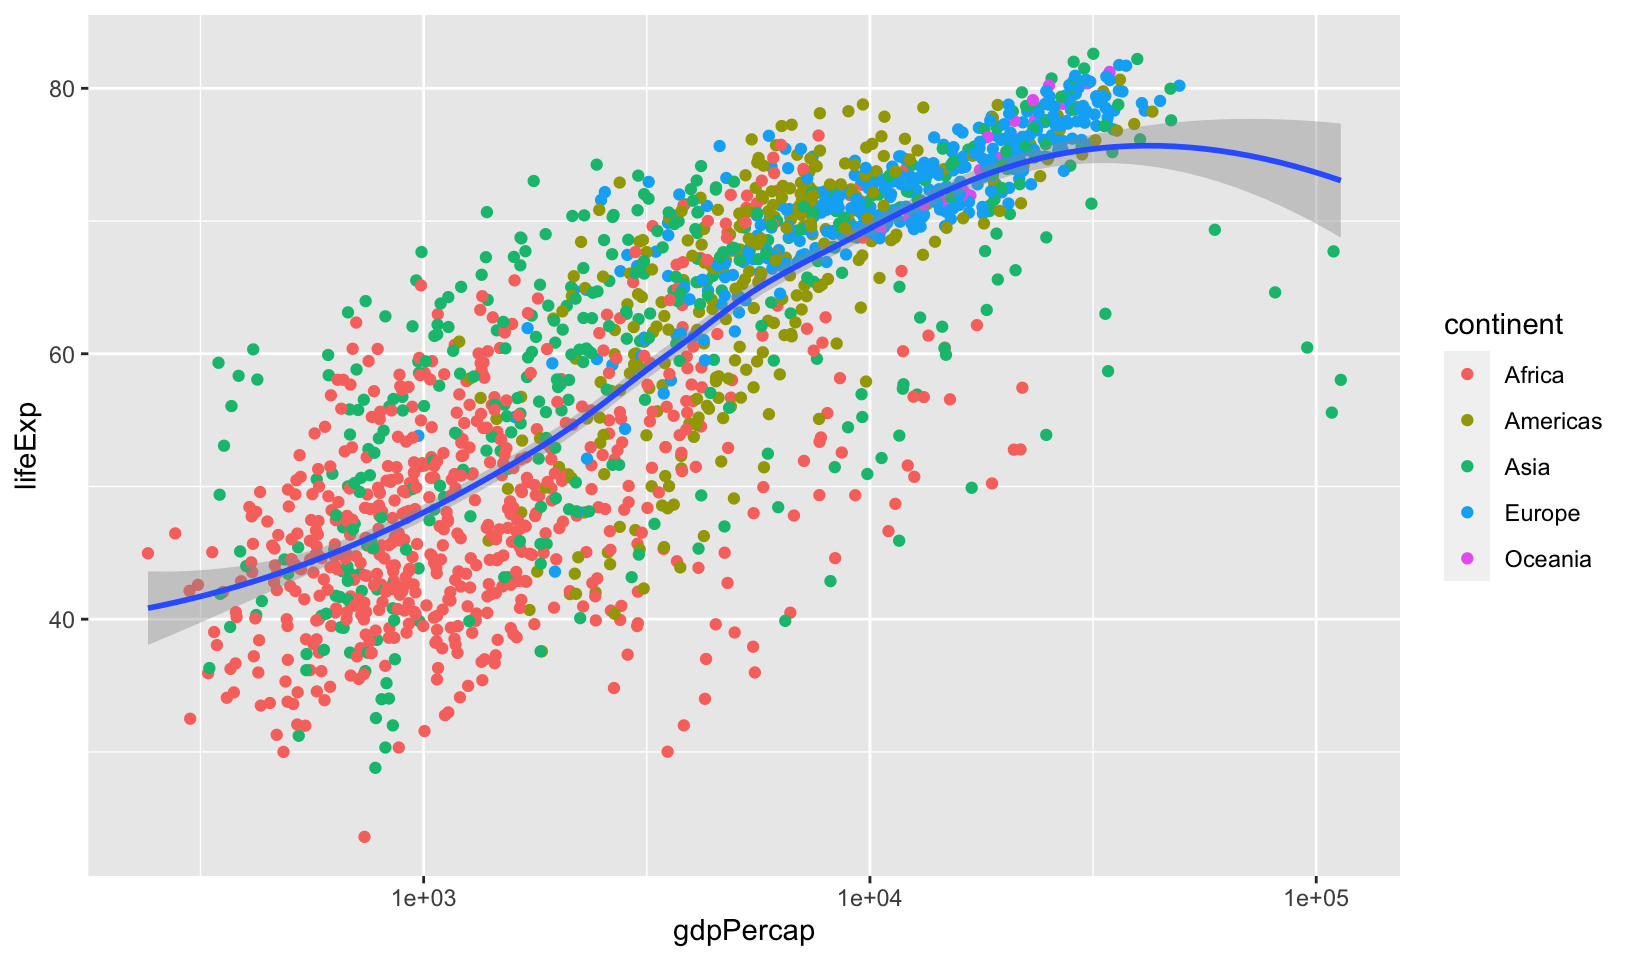 80
60
40
lifeExp
1e+03
1e+04
1e+05
gdpPercap
continent
Africa
Americas
Asia
Europe
Oceania